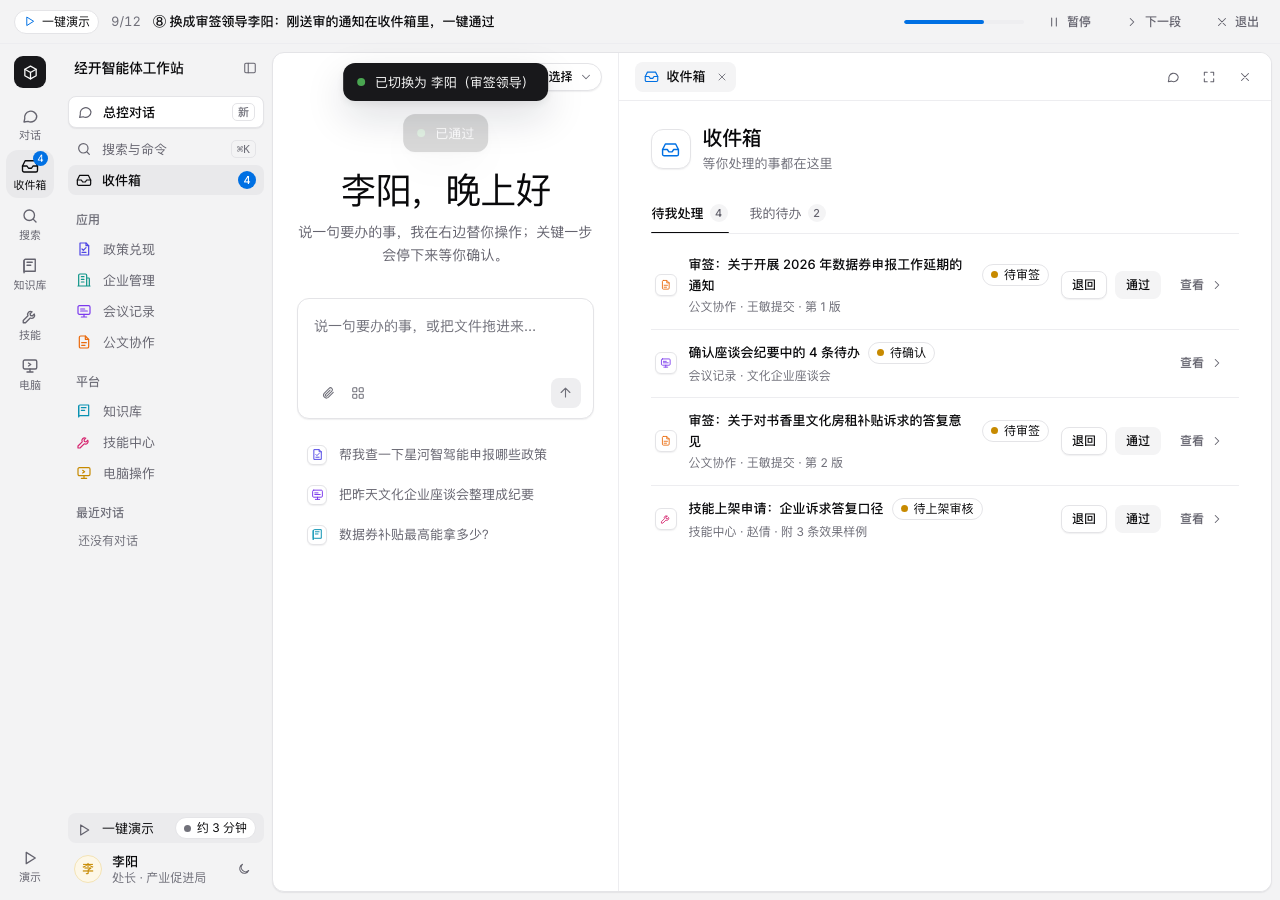 一键演示
9/12
⑧ 换成审签领导李阳：刚送审的通知在收件箱里，一键通过
暂停
下一段
退出
对话
4
收件箱
搜索
知识库
技能
电脑
演示
经开智能体工作站
总控对话
新
搜索与命令
⌘K
收件箱
4
应用
政策兑现
企业管理
会议记录
公文协作
平台
知识库
技能中心
电脑操作
最近对话
还没有对话
一键演示
约 3 分钟
李
李阳
处长 · 产业促进局
选择
已切换为 李阳（审签领导）
已通过
李阳，晚上好
说一句要办的事，我在右边替你操作；关键一步
会停下来等你确认。
说一句要办的事，或把文件拖进来...
帮我查一下星河智驾能申报哪些政策
把昨天文化企业座谈会整理成纪要
数据券补贴最高能拿多少?
收件箱
收件箱
等你处理的事都在这里
待我处理
4
我的待办
2
审签：关于开展 2026 年数据券申报工作延期的
通知
待审签
公文协作 · 王敏提交 · 第 1 版
退回
通过
查看
确认座谈会纪要中的 4 条待办
待确认
会议记录 · 文化企业座谈会
查看
审签：关于对书香里文化房租补贴诉求的答复意
见
待审签
公文协作 · 王敏提交 · 第 2 版
退回
通过
查看
技能上架申请：企业诉求答复口径
待上架审核
技能中心 · 赵倩 · 附 3 条效果样例
退回
通过
查看